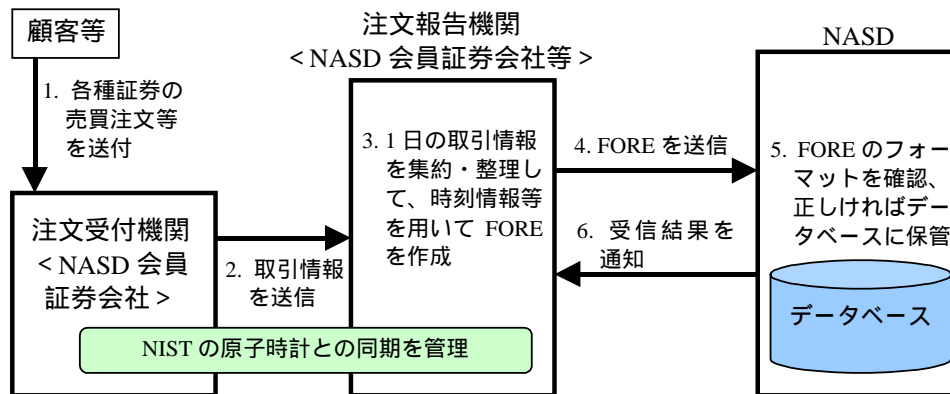 顧客等
1. 各種証券の
売買注文等
を送付
注文受付機関
<NASD 会員
証券会社>
2. 取引情報
を送信
注文報告機関
<NASD 会員証券会社等>
3. 1 日の取引情報
を集約・整理し
て、時刻情報等
を用いて FORE
を作成
4. FORE を送信
NASD
5. FORE のフォー
マットを確認、
正しければデー
タベースに保管
6. 受信結果を
通知
データベース
NIST の原子時計との同期を管理